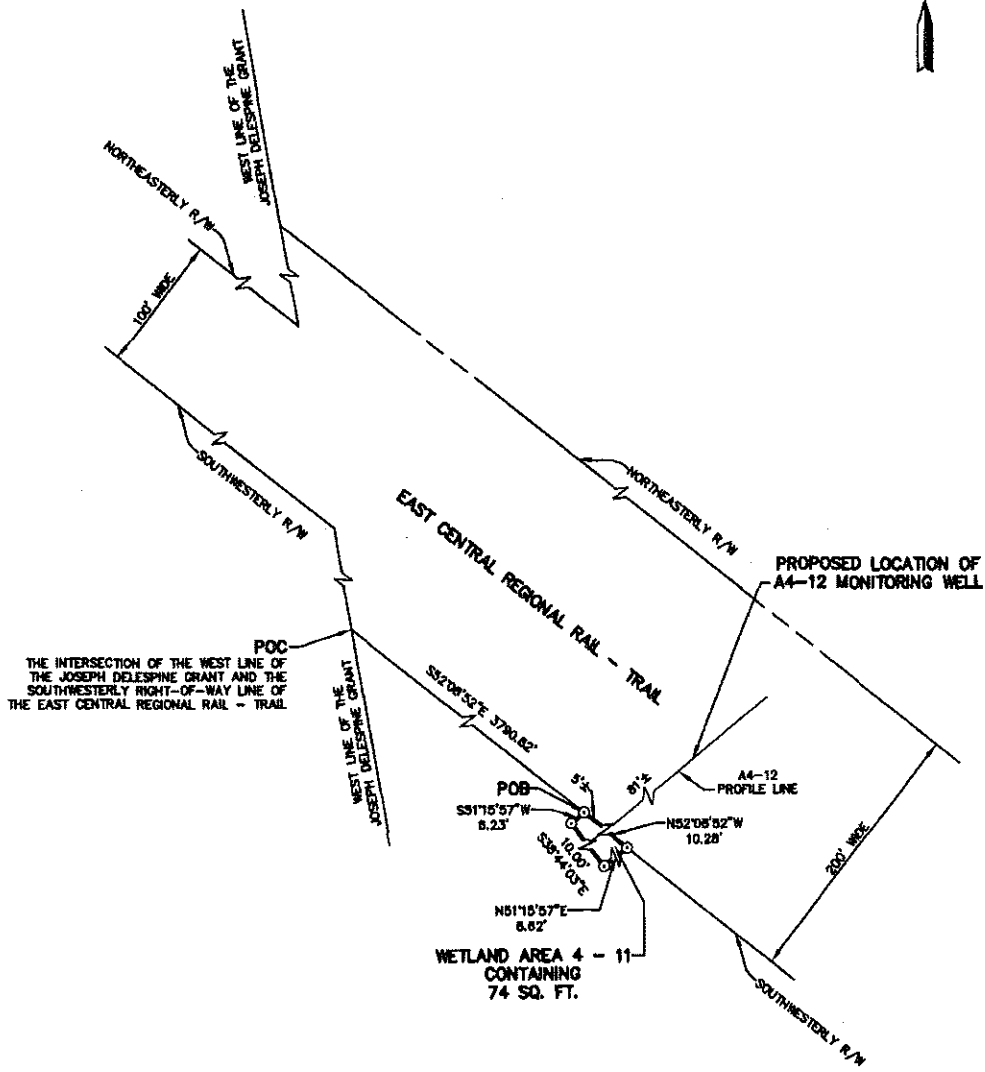 WEST LINE OF THE
JOSEPH DELESPINE GRANT
NORTHEASTERLY R/W
100' WIDE
SOUTHWESTERLY R/W
NORTHEASTERLY R/W
EAST CENTRAL REGIONAL RAIL - TRAIL
PROPOSED LOCATION OF
A4-12 MONITORING WELL
POC
THE INTERSECTION OF THE WEST LINE OF
THE JOSEPH DELESPINE GRANT AND THE
SOUTHWESTERLY RIGHT-OF-WAY LINE OF
THE EAST CENTRAL REGIONAL RAIL - TRAIL
WEST LINE OF THE
JOSEPH DELESPINE GRANT
S52°08'52"E 3790.82'
POB
5'±
A4-12
PROFILE LINE
S51°15'57"W
N52°08'52"W
10.28'
10.00'
S38°44'03"E
200' WIDE
N51°15'57"E
WETLAND AREA 4 - 11
CONTAINING
74 SQ. FT.
SOUTHWESTERLY R/W